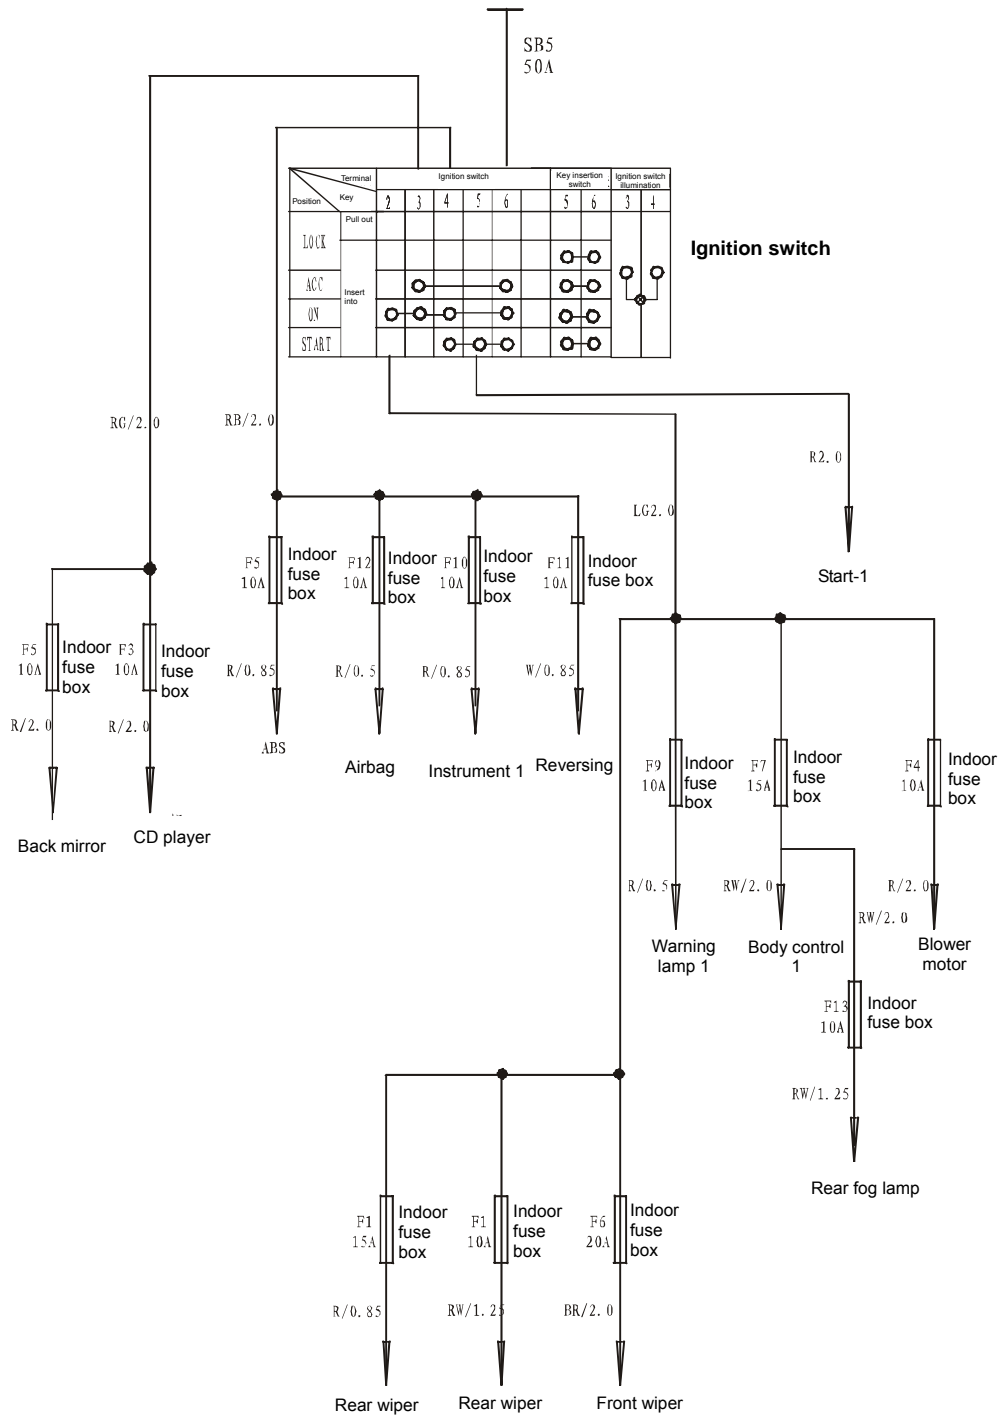 SB5
50A
Terminal
Key
Position
Ignition switch
Key insertion
switch
Ignition switch
illumination
2 3 4 5 6 5 6 3 4
Pull out
LOCK
ACC
Insert
into
ON
START
Ignition switch
RG/2.0
RB/2.0
R2.0
LG2.0
Start-1
F5
10A
Indoor
fuse
box
F12
10A
Indoor
fuse
box
F10
10A
Indoor
fuse
box
F11
10A
Indoor
fuse box
F5
10A
Indoor
fuse
box
F3
10A
Indoor
fuse
box
R/0.85
R/0.5
R/0.85
W/0.85
R/2.0
R/2.0
ABS
Airbag
Instrument 1
Reversing
Back mirror
CD player
F9
10A
Indoor
fuse
box
F7
15A
Indoor
fuse
box
F4
10A
Indoor
fuse
box
R/0.5
RW/2.0
R/2.0
RW/2.0
Warning
lamp 1
Body control
1
Blower
motor
F13
10A
Indoor
fuse box
RW/1.25
Rear fog lamp
F1
15A
Indoor
fuse
box
F1
10A
Indoor
fuse
box
F6
20A
Indoor
fuse
box
R/0.85
RW/1.25
BR/2.0
Rear wiper
Rear wiper
Front wiper